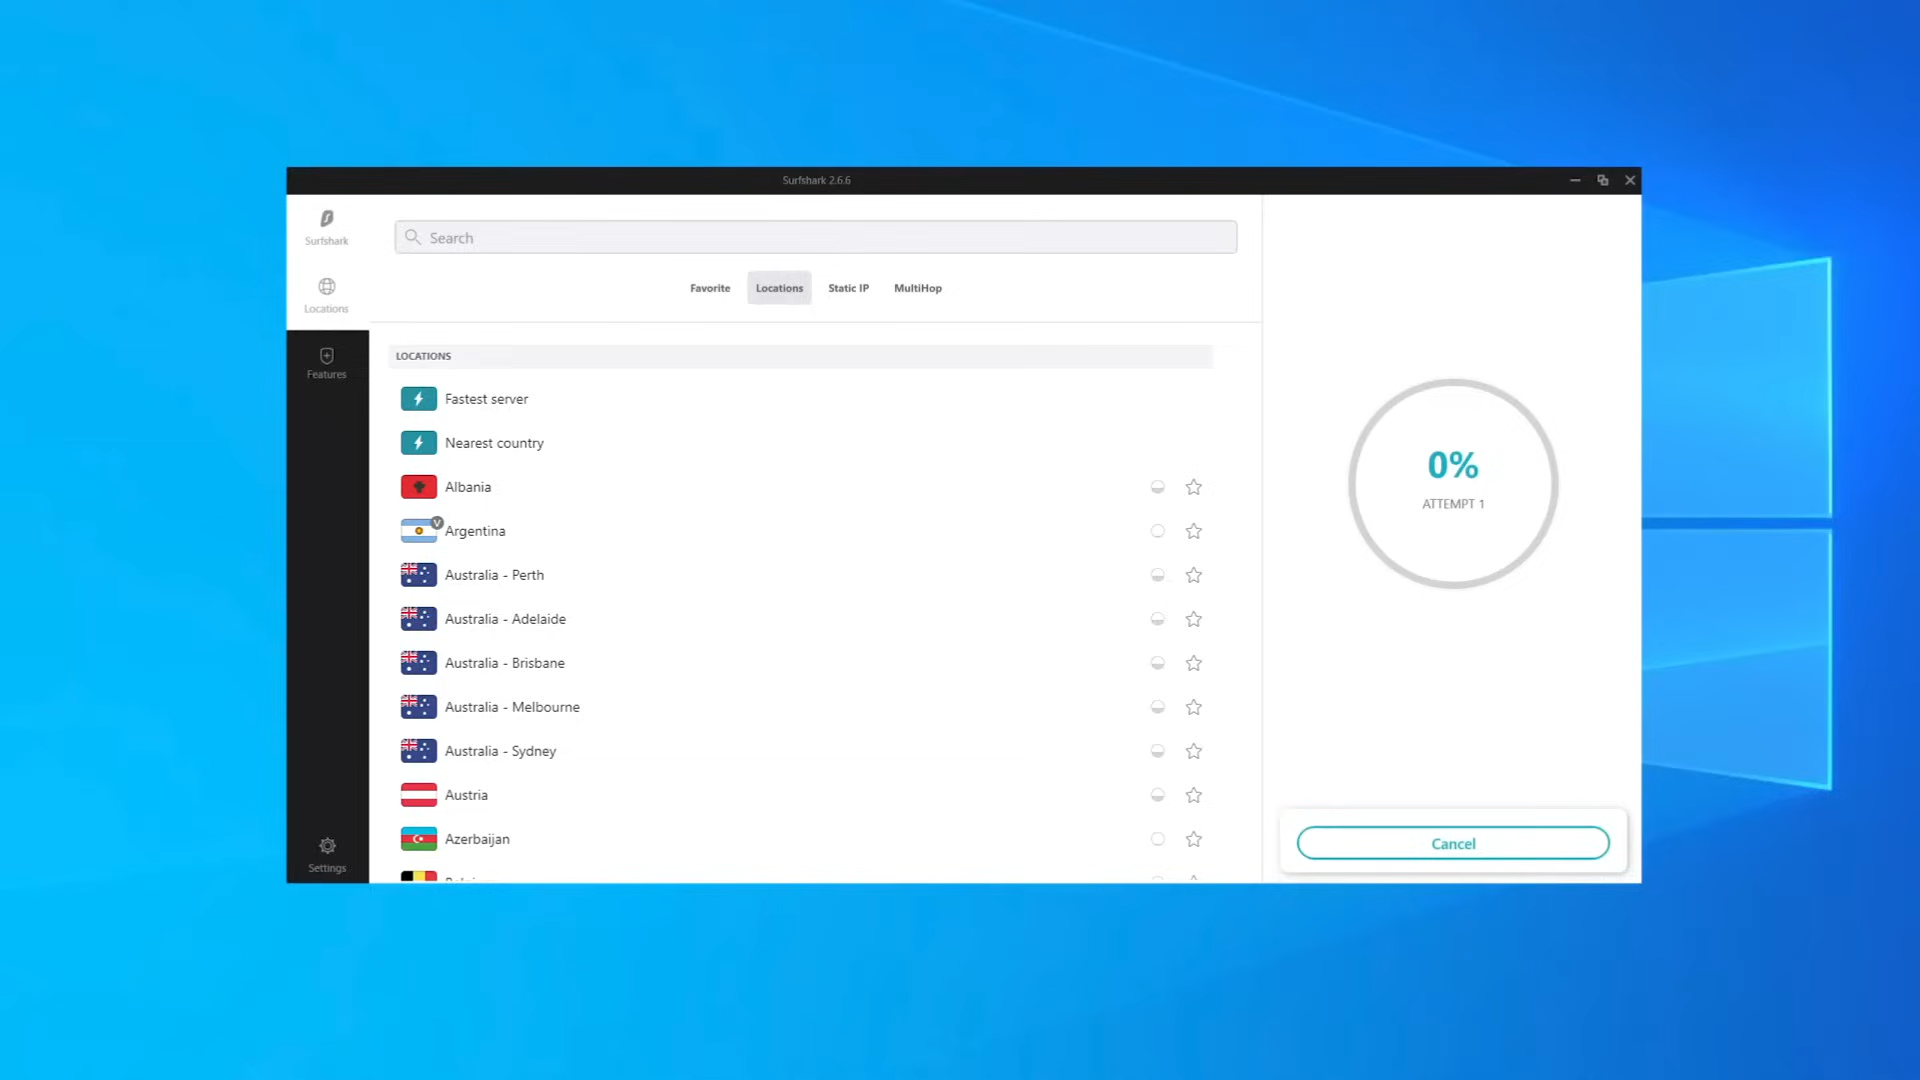 Surfshark 2.6.6
Surfshark
Locations
Features
Settings
Search
Favorite
Locations
Static IP
MultiHop
LOCATIONS
Fastest server
Nearest country
Albania
V
Argentina
Australia - Perth
Australia - Adelaide
Australia - Brisbane
Australia - Melbourne
Australia - Sydney
Austria
Azerbaijan
0%
ATTEMPT 1
Cancel